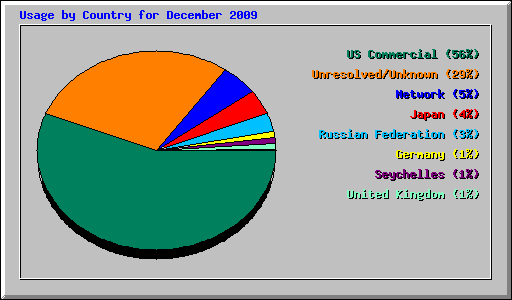 Usage by Country for December 2009
US Commercial (56%)
Unresolved/Unknown (29%)
Network (5%)
Japan (4%)
Russian Federation (3%)
Germany (1%)
Seychelles (1%)
United Kingdom (1%)